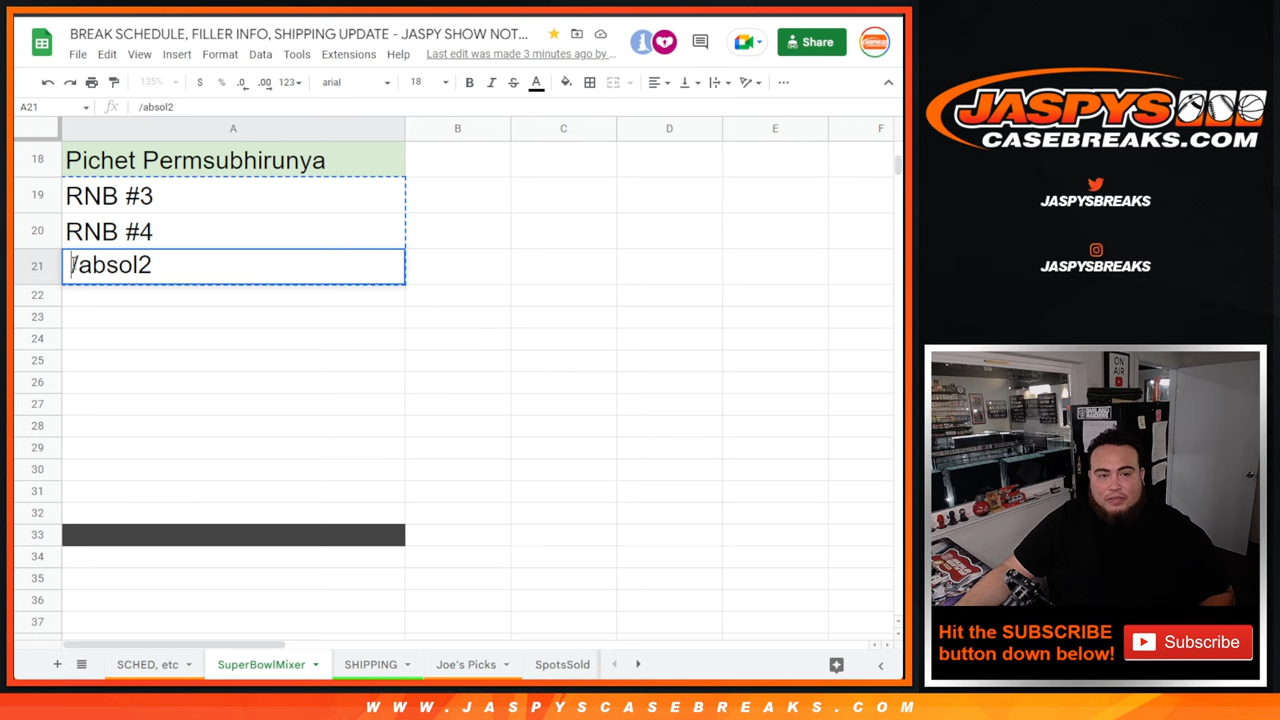 BREAK SCHEDULE, FILLER INFO, SHIPPING UPDATE - JASPY SHOW NOT...
File Edit View Insert Format Data Tools Extensions Help Last edit was made 3 minutes ago by ...
Share
135% $ % .0 .00 123 arial 18 B I S A
A21 fx /absol2
A B C D E F
18 Pichet Permsubhirunya
19 RNB #3
20 RNB #4
21 /absol2
22
23
24
25
26
27
28
29
30
31
32
33
34
35
36
37
SCHED, etc SuperBowlMixer SHIPPING Joe's Picks SpotsSold
JASPYS
CASEBREAKS.COM
JASPYSBREAKS
JASPYSBREAKS
ON
AIR
Hit the SUBSCRIBE
button down below!
Subscribe
WWW.JASPYSCASEBREAKS.COM